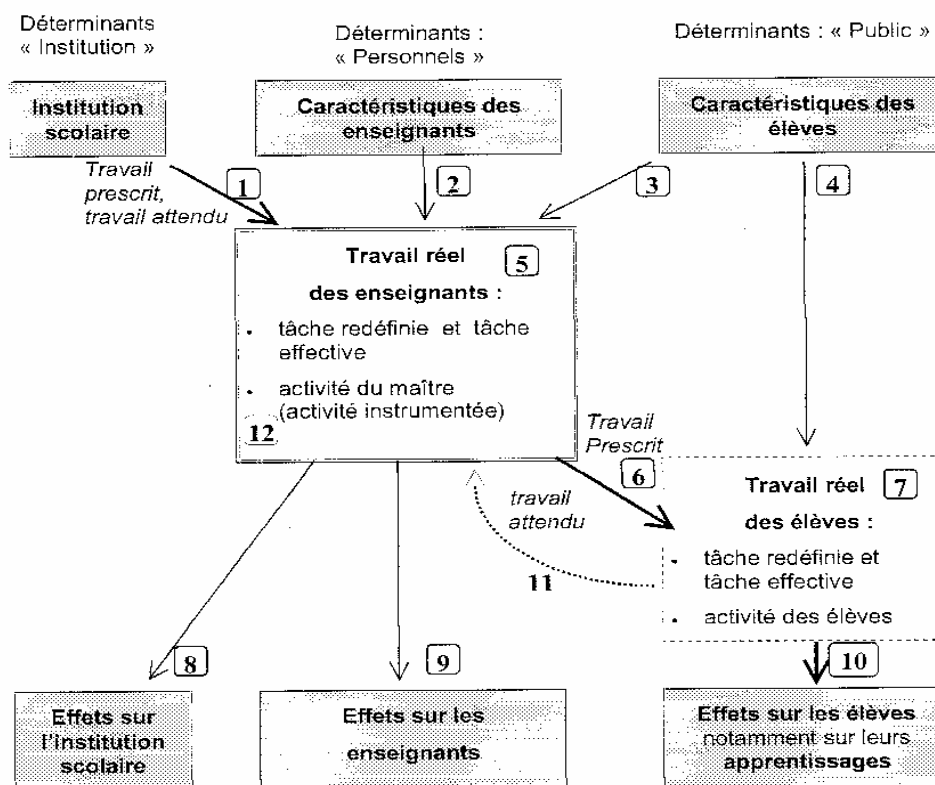 Déterminants
« Institution »
Déterminants :
« Personnels »
Déterminants : « Public »
Institution
scolaire
Caractéristiques des
enseignants
Caractéristiques des
élèves
Travail
prescrit,
travail attendu
1
2
3
4
Travail réel
5
des enseignants :
• tâche redéfinie et tâche
effective
• activité du maître
(activité instrumentée)
12
Travail
Prescrit
6
travail
attendu
11
Travail réel
7
des élèves :
• tâche redéfinie et
tâche effective
• activité des élèves
8
9
10
Effets sur
l'institution
scolaire
Effets sur les
enseignants
Effets sur les élèves
notamment sur leurs
apprentissages